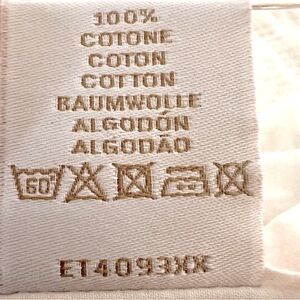 100%
COTONE
COTON
COTTON
BAUMWOLLE
ALGODÓN
ALGODÃO
60°
ET4093XX